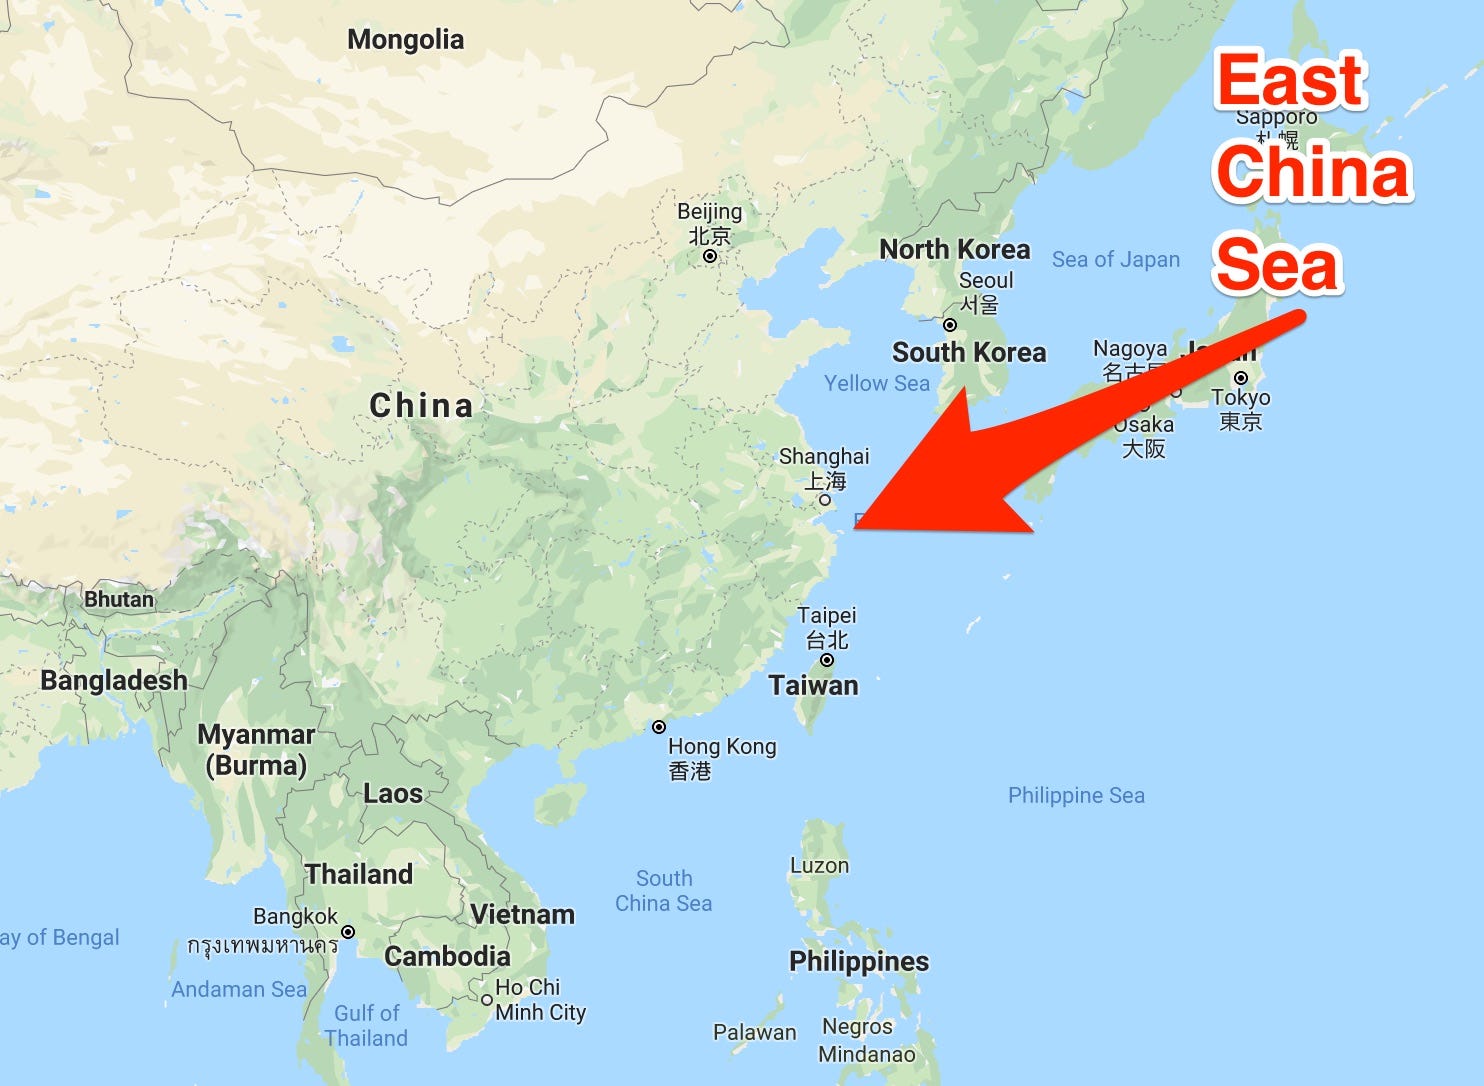 Mongolia
East
China
Sea
Sapporo
札幌
Beijing
北京
North Korea
Sea of Japan
Seoul
서울
South Korea
Nagoya
名古屋
Yellow Sea
Tokyo
東京
Osaka
大阪
China
Shanghai
上海
Bhutan
Taipei
台北
Taiwan
Bangladesh
Myanmar
(Burma)
Hong Kong
香港
Laos
Philippine Sea
Luzon
South
China Sea
Thailand
Vietnam
Bangkok
กรุงเทพมหานคร
ay of Bengal
Cambodia
Philippines
Andaman Sea
Ho Chi
Minh City
Gulf of
Thailand
Palawan
Negros
Mindanao